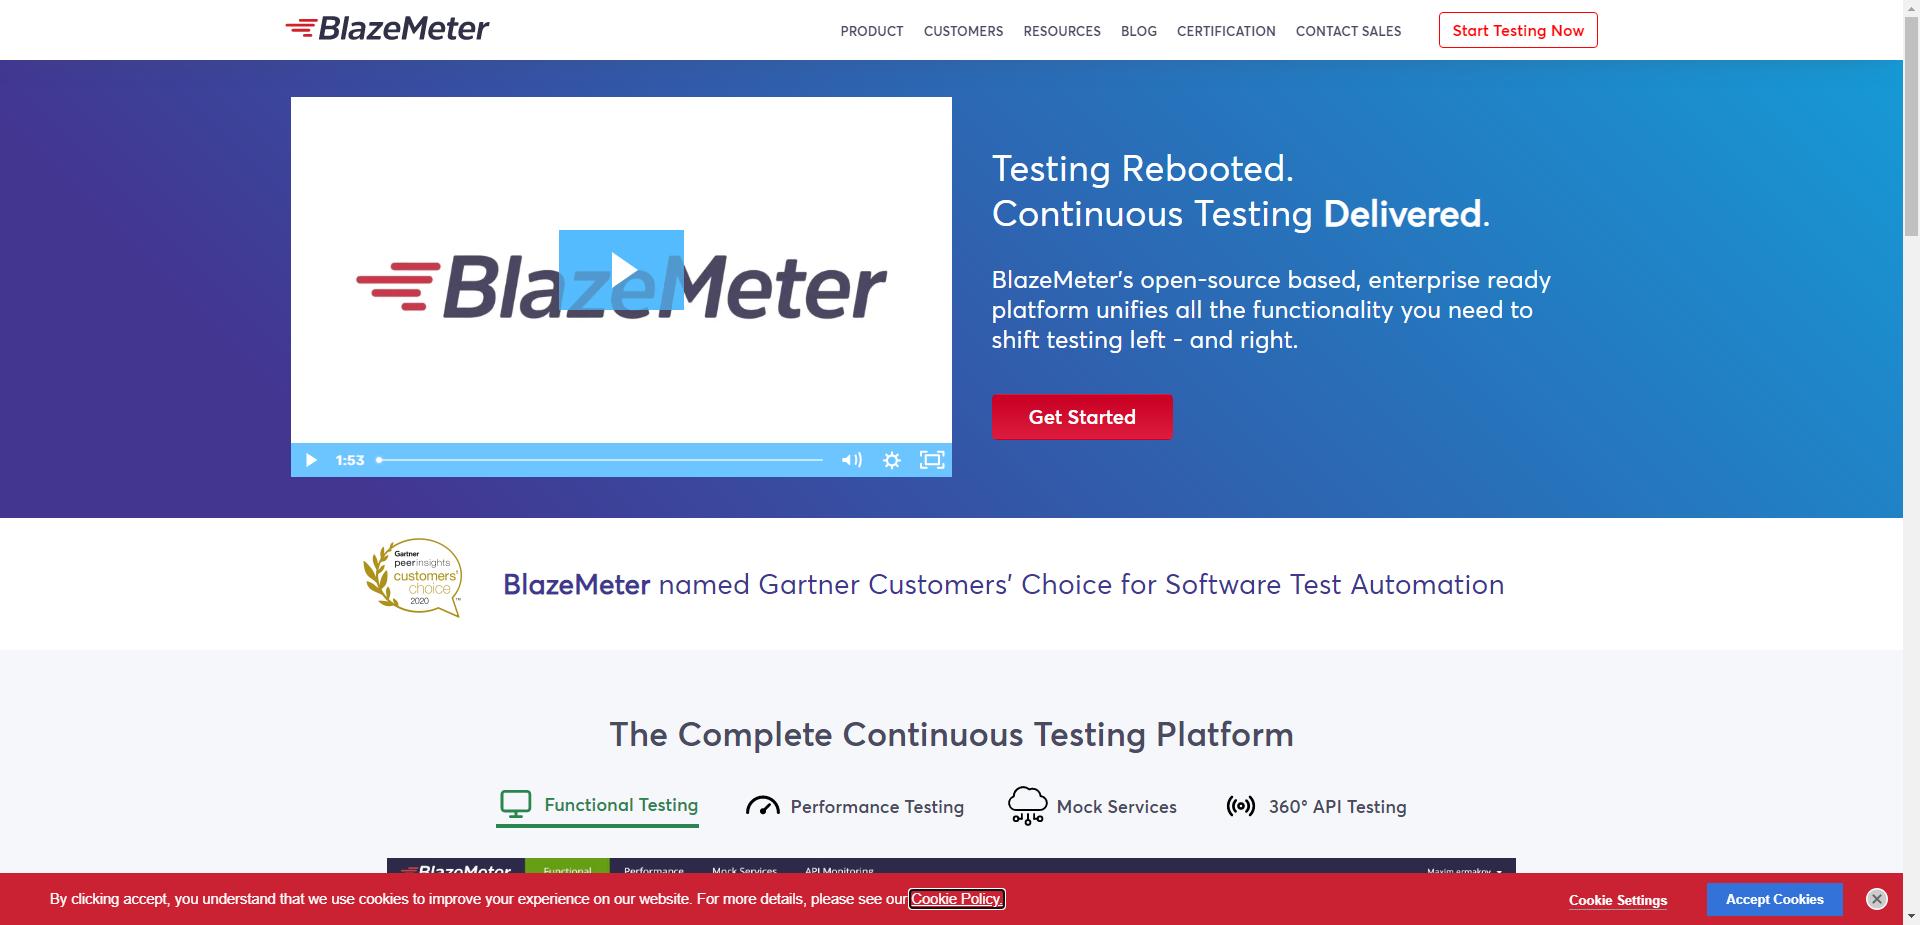 BlazeMeter
PRODUCT CUSTOMERS RESOURCES BLOG CERTIFICATION CONTACT SALES Start Testing Now
BlazeMeter
1:53
Testing Rebooted.
Continuous Testing Delivered.
BlazeMeter's open-source based, enterprise ready
platform unifies all the functionality you need to
shift testing left - and right.
Get Started
Gartner
peerinsights
customers'
choice
2020
BlazeMeter named Gartner Customers' Choice for Software Test Automation
The Complete Continuous Testing Platform
Functional Testing Performance Testing Mock Services 360° API Testing
BlazeMeter Functional Performance Mock Services API Monitoring Maxim ermakov
By clicking accept, you understand that we use cookies to improve your experience on our website. For more details, please see our Cookie Policy.
Cookie Settings Accept Cookies